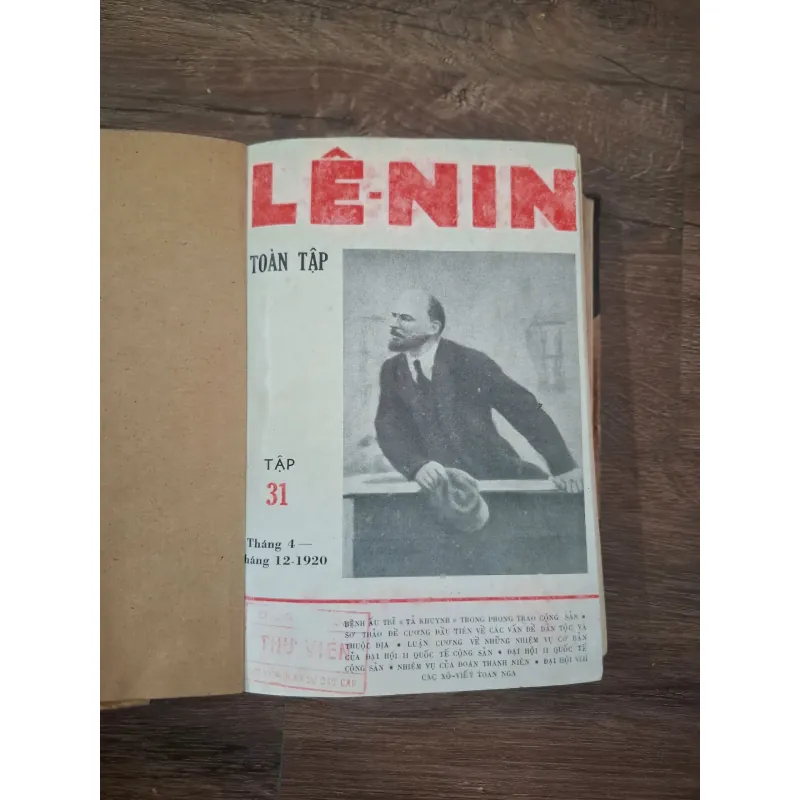 LÊ-NIN
TOÀN TẬP
TẬP
31
Tháng 4 —
háng 12-1920
BỆNH ẤU TRĨ « TẢ KHUYNH » TRONG PHONG TRÀO CỘNG SẢN •
SƠ THẢO ĐỀ CƯƠNG ĐẦU TIÊN VỀ CÁC VẤN ĐỀ DÂN TỘC VÀ
THUỘC ĐỊA • LUẬN CƯƠNG VỀ NHỮNG NHIỆM VỤ CƠ BẢN
CỦA ĐẠI HỘI II QUỐC TẾ CỘNG SẢN • ĐẠI HỘI II QUỐC TẾ
CỘNG SẢN • NHIỆM VỤ CỦA ĐOÀN THANH NIÊN • ĐẠI HỘI VIII
CÁC XÔ-VIẾT TOÀN NGA
THƯ VIỆN